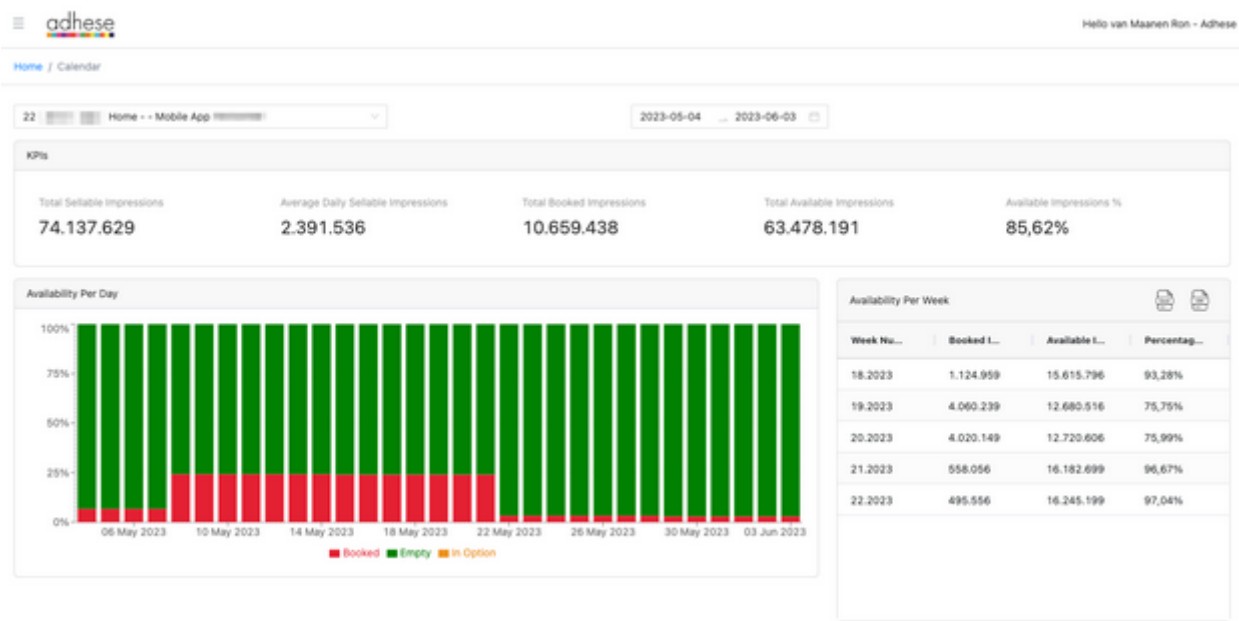 adhese
Hello van Maanen Ron - Adhese
Home / Calendar
22 Home - - Mobile App
2023-05-04 2023-06-03
KPIs
Total Sellable Impressions
74.137.629
Average Daily Sellable Impressions
2.391.536
Total Booked Impressions
10.659.438
Total Available Impressions
63.478.191
Available Impressions %
85,62%
Availability Per Day
100%
75%
50%
25%
0%
06 May 2023 10 May 2023 14 May 2023 18 May 2023 22 May 2023 26 May 2023 30 May 2023 03 Jun 2023
Booked Empty In Option
Availability Per Week
Week Nu... Booked I... Available I... Percentag...
18.2023 1.124.959 15.615.796 93,28%
19.2023 4.060.239 12.680.516 75,75%
20.2023 4.020.149 12.720.606 75,99%
21.2023 558.056 16.182.699 96,67%
22.2023 495.556 16.245.199 97,04%